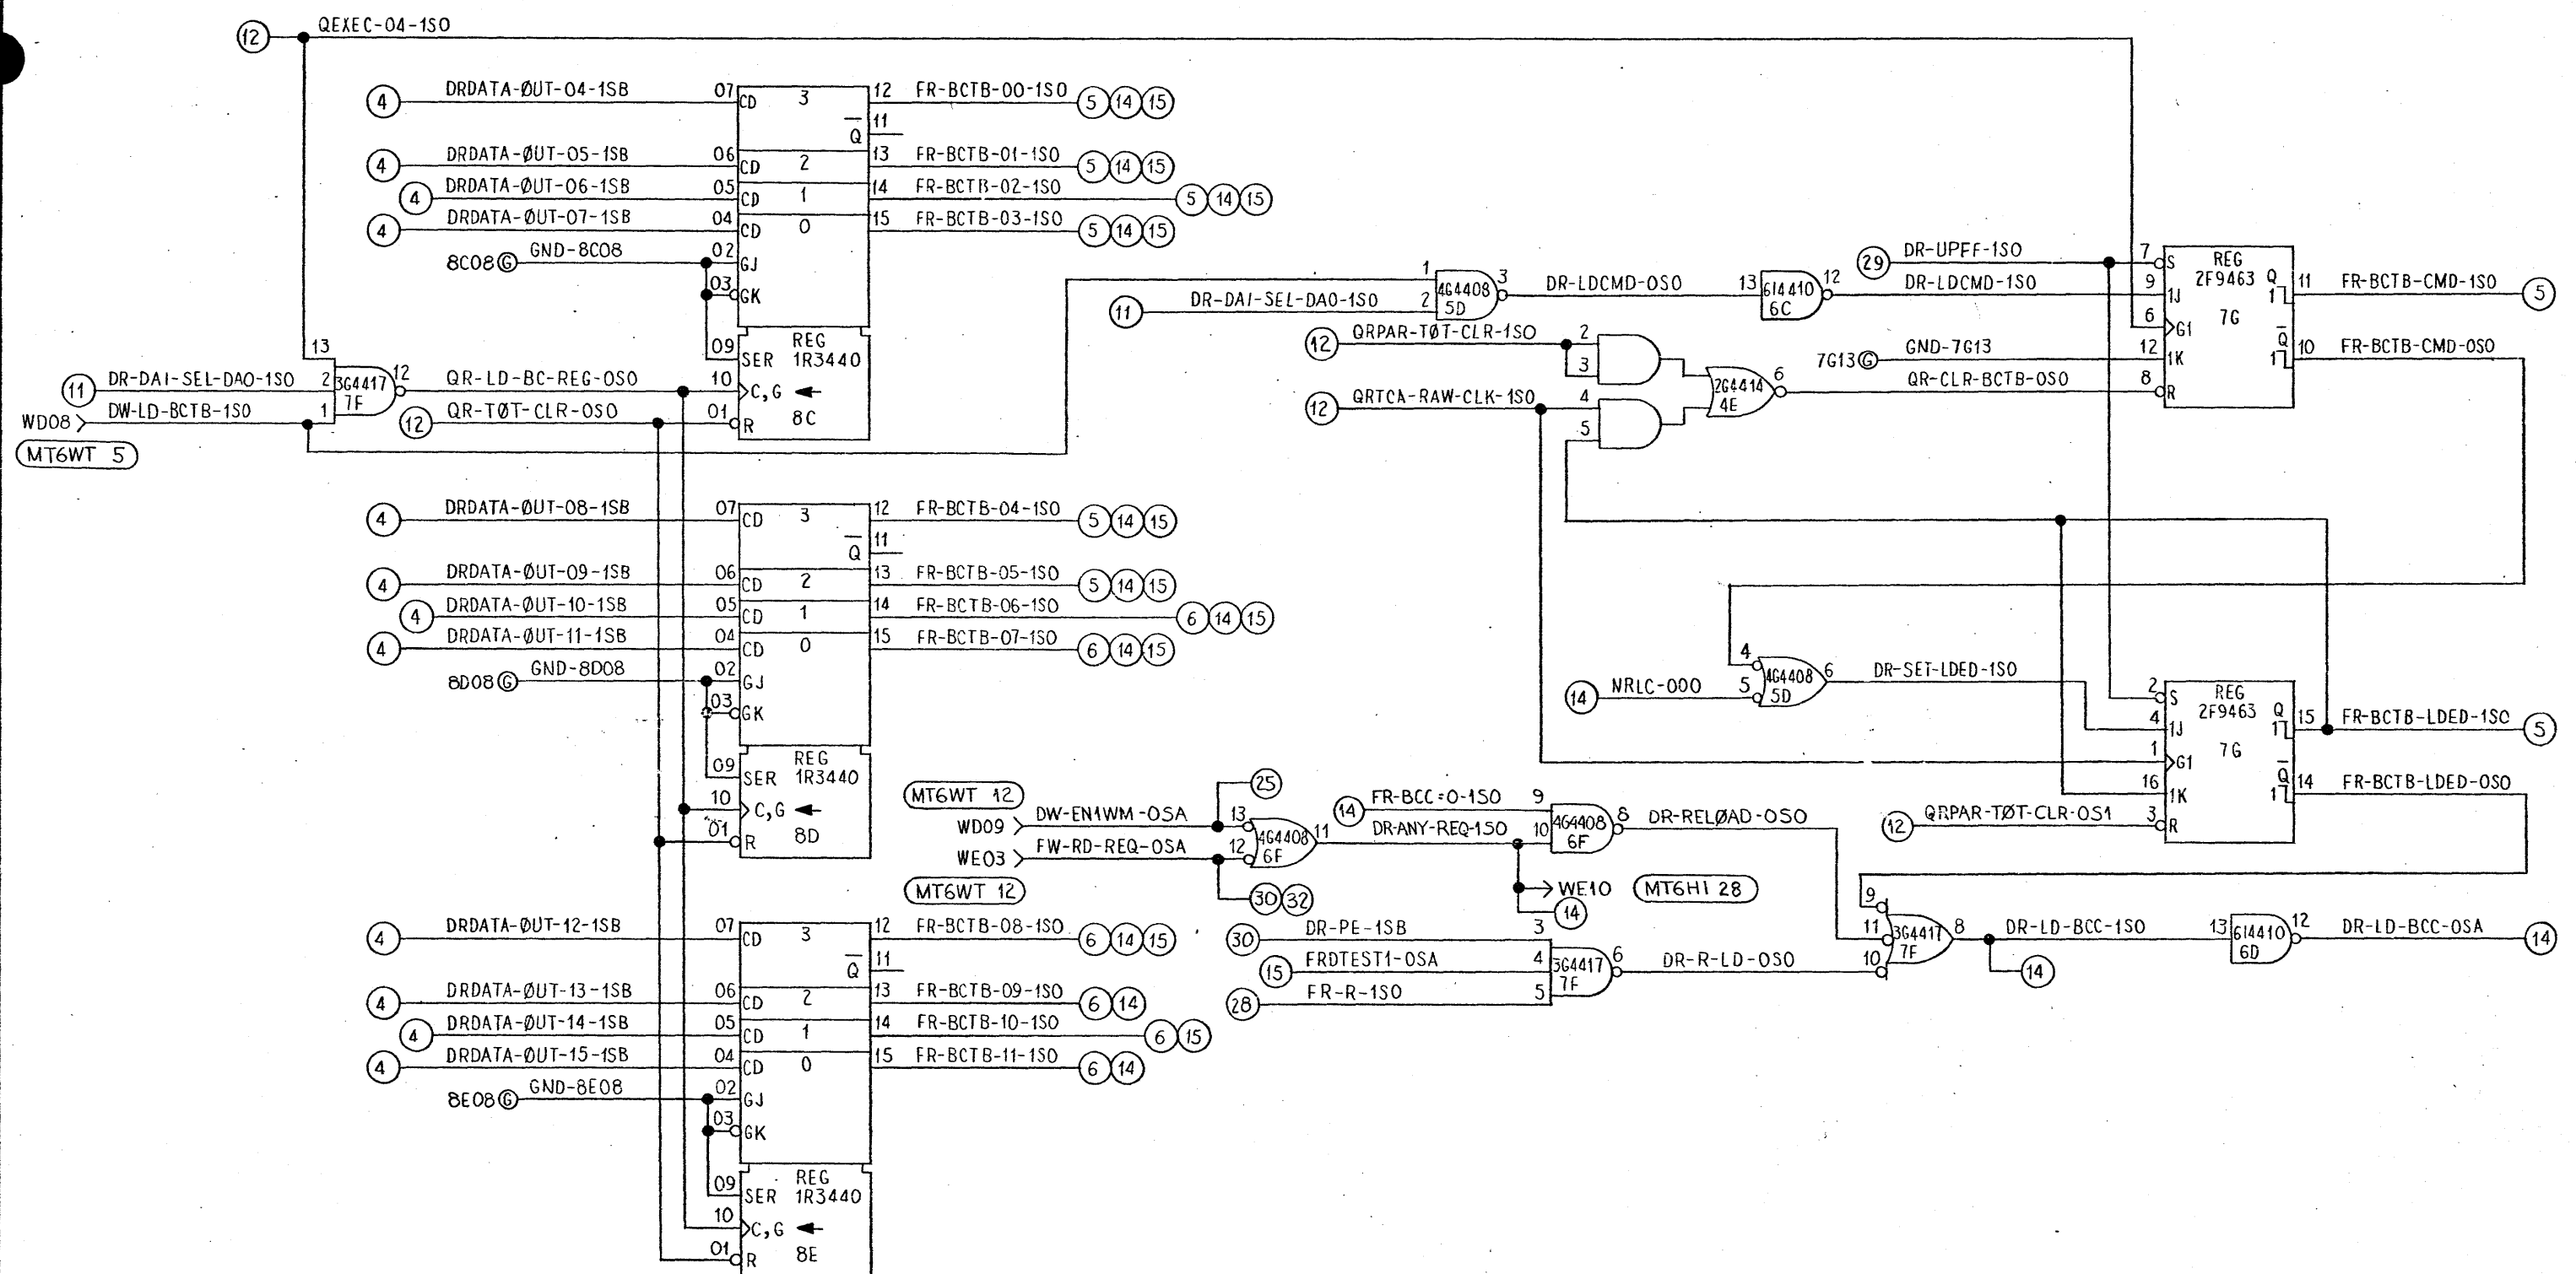 12 QEXEC-04-1SO
4 DRDATA-ØUT-04-1SB 07 CD 3 12 FR-BCTB-00-1SO 5 14 15
Q 11
4 DRDATA-ØUT-05-1SB 06 CD 2 13 FR-BCTB-01-1SO 5 14 15
4 DRDATA-ØUT-06-1SB 05 CD 1 14 FR-BCTB-02-1SO 5 14 15
4 DRDATA-ØUT-07-1SB 04 CD 0 15 FR-BCTB-03-1SO 5 14 15
8C08 G GND-8C08 02 GJ
03 GK
09 SER REG 1R3440
13
11 DR-DAI-SEL-DAO-1SO 2 3G4417 7F 12 QR-LD-BC-REG-0SO 10 C,G
WD08 DW-LD-BCTB-1SO 1
12 QR-TØT-CLR-0SO 01 R 8C
MT6WT 5
4 DRDATA-ØUT-08-1SB 07 CD 3 12 FR-BCTB-04-1SO 5 14 15
Q 11
4 DRDATA-ØUT-09-1SB 06 CD 2 13 FR-BCTB-05-1SO 5 14 15
4 DRDATA-ØUT-10-1SB 05 CD 1 14 FR-BCTB-06-1SO 6 14 15
4 DRDATA-ØUT-11-1SB 04 CD 0 15 FR-BCTB-07-1SO 6 14 15
8D08 G GND-8D08 02 GJ
03 GK
09 SER REG 1R3440
10 C,G
01 R 8D
4 DRDATA-ØUT-12-1SB 07 CD 3 12 FR-BCTB-08-1SO 6 14 15
Q 11
4 DRDATA-ØUT-13-1SB 06 CD 2 13 FR-BCTB-09-1SO 6 14
4 DRDATA-ØUT-14-1SB 05 CD 1 14 FR-BCTB-10-1SO 6 15
4 DRDATA-ØUT-15-1SB 04 CD 0 15 FR-BCTB-11-1SO 6 14
8E08 G GND-8E08 02 GJ
03 GK
09 SER REG 1R3440
10 C,G
01 R 8E
1
11 DR-DAI-SEL-DAO-1SO 2 4G4408 5D 3 DR-LDCMD-0SO 13 6I4410 6C 12 DR-LDCMD-1SO 9 1J
29 DR-UPFF-1SO 7 S REG 2F9463 7G
Q 1 11 FR-BCTB-CMD-1SO 5
6 G1
7G13 G GND-7G13 12 1K Q 1 10 FR-BCTB-CMD-0SO
12 QRPAR-TØT-CLR-1SO 2
3
12 QRTCA-RAW-CLK-1SO 4
5
2G4414 4E 6 QR-CLR-BCTB-0SO 8 R
4
14 NRLC-000 5 4G4408 5D 6 DR-SET-LDED-1SO
2 S REG 2F9463 7G
4 1J Q 1 15 FR-BCTB-LDED-1SO 5
1 G1
16 1K Q 1 14 FR-BCTB-LDED-0SO
12 QRPAR-TØT-CLR-0S1 3 R
MT6WT 12
25
WD09 DW-EN1WM-0SA 13
WE03 FW-RD-REQ-0SA 12 4G4408 6F 11 DR-ANY-REQ-1SO 10
MT6WT 12
30 32
14 FR-BCC=0-1SO 9 4G4408 6F 8 DR-RELØAD-0SO
WE10 MT6HI 28
14
30 DR-PE-1SB 3
15 FRDTEST1-0SA 4 3G4417 7F 6 DR-R-LD-0SO
28 FR-R-1SO 5
9
11
10 3G4417 7F 8 DR-LD-BCC-1SO 13 6I4410 6D 12 DR-LD-BCC-0SA 14
14